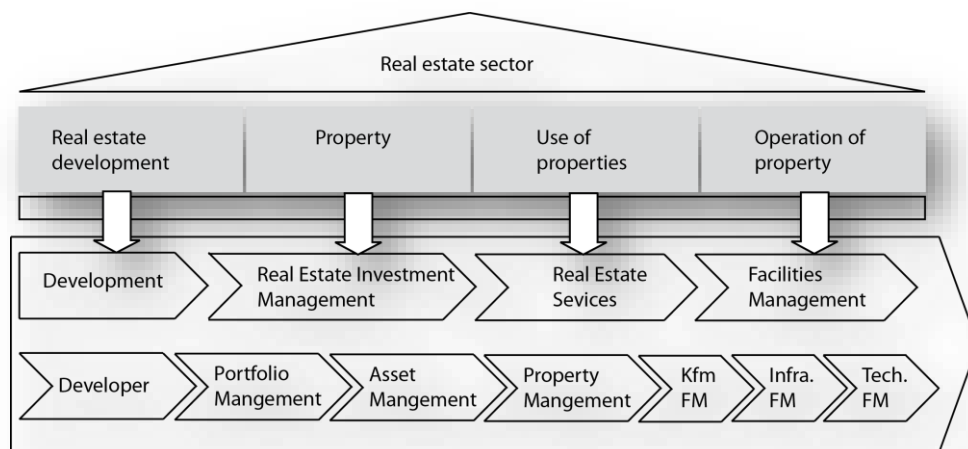 Real estate sector
Real estate
development
Property
Use of
properties
Operation of
property
Development
Real Estate Investment
Management
Real Estate
Sevices
Facilities
Management
Developer
Portfolio
Mangement
Asset
Mangement
Property
Mangement
Kfm
FM
Infra.
FM
Tech.
FM